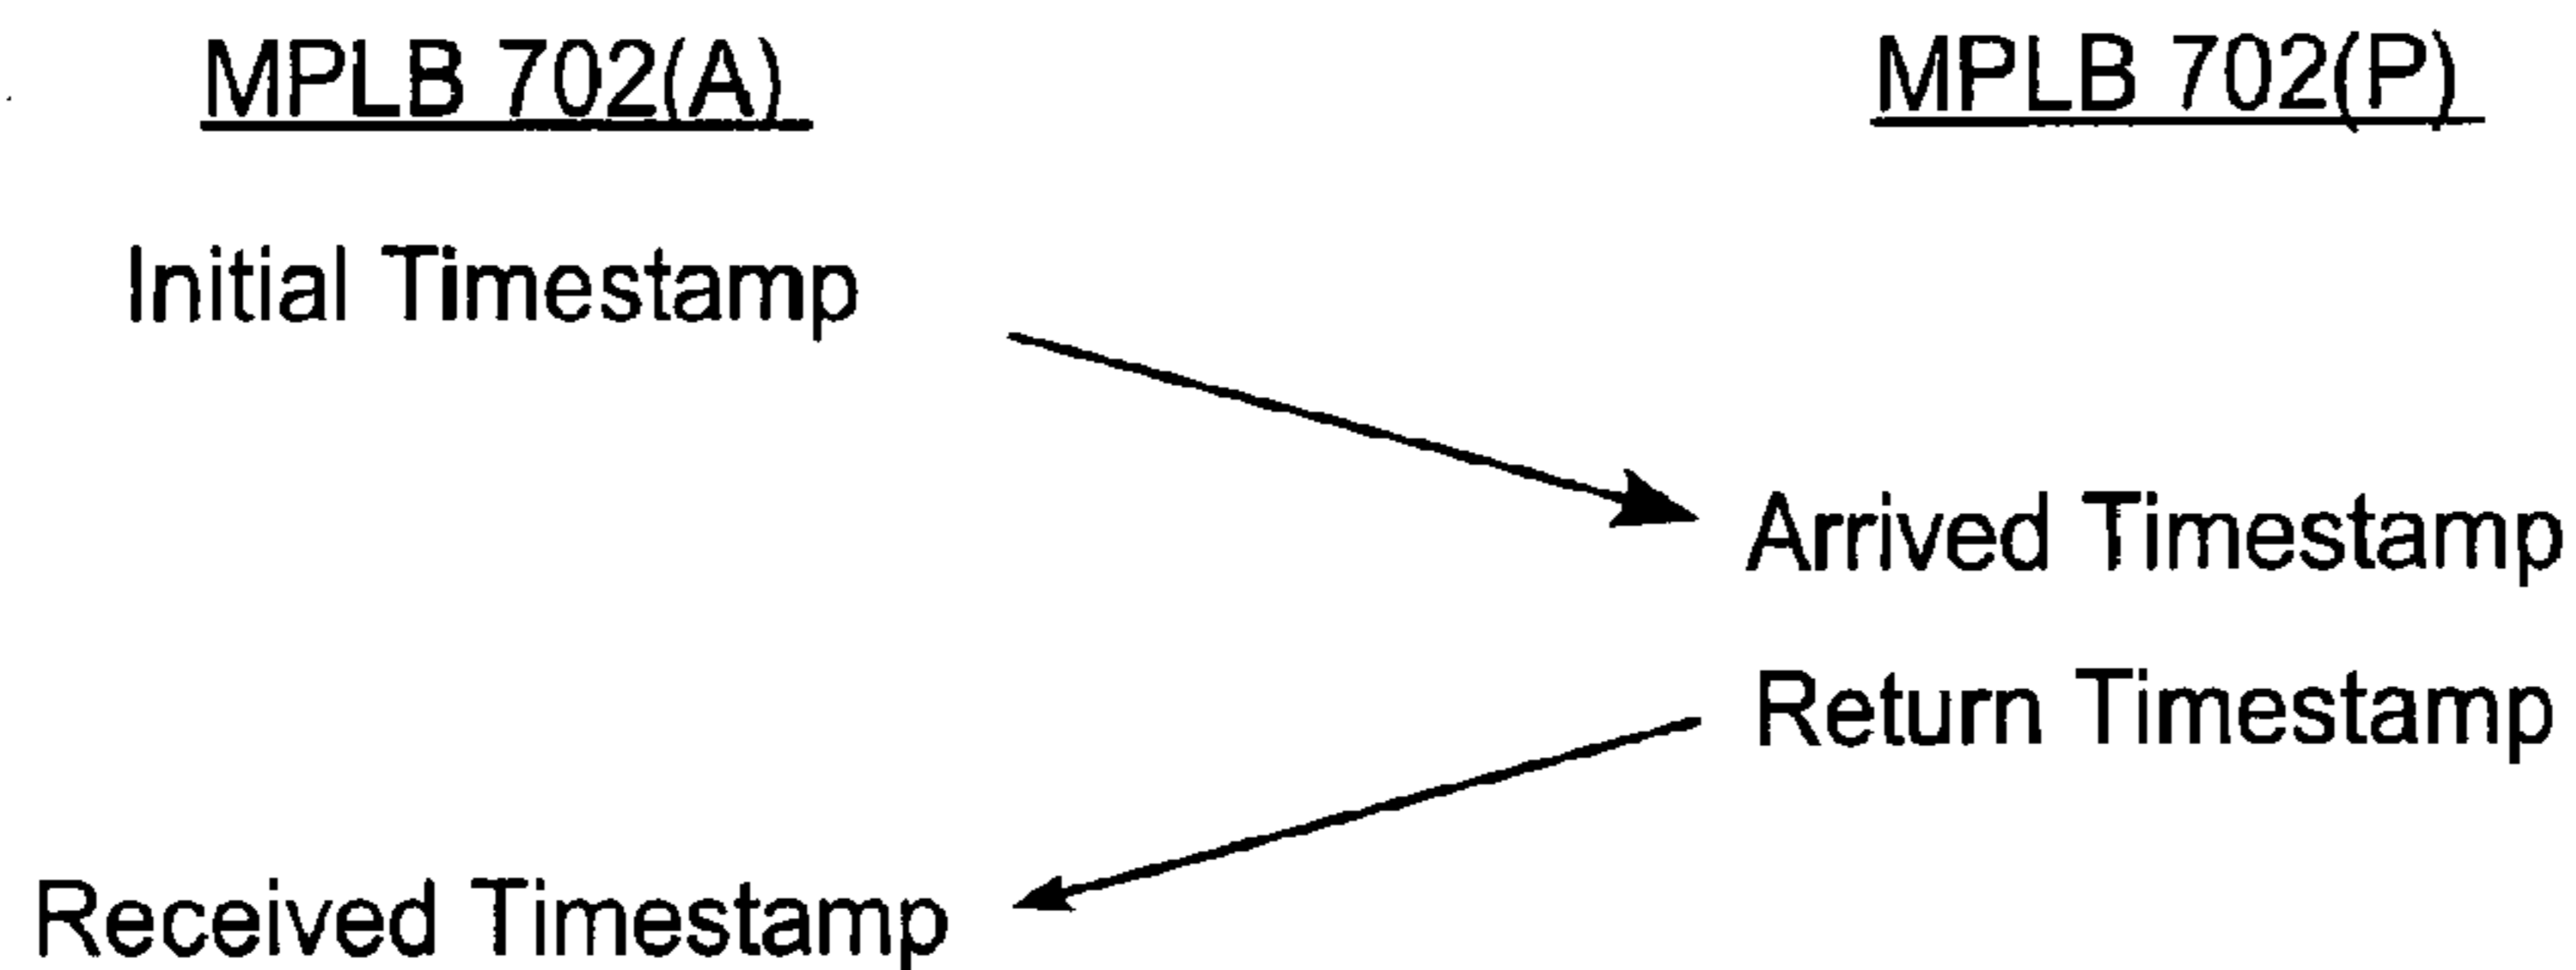 MPLB 702(A)
MPLB 702(P)
Initial Timestamp
Arrived Timestamp
Return Timestamp
Received Timestamp